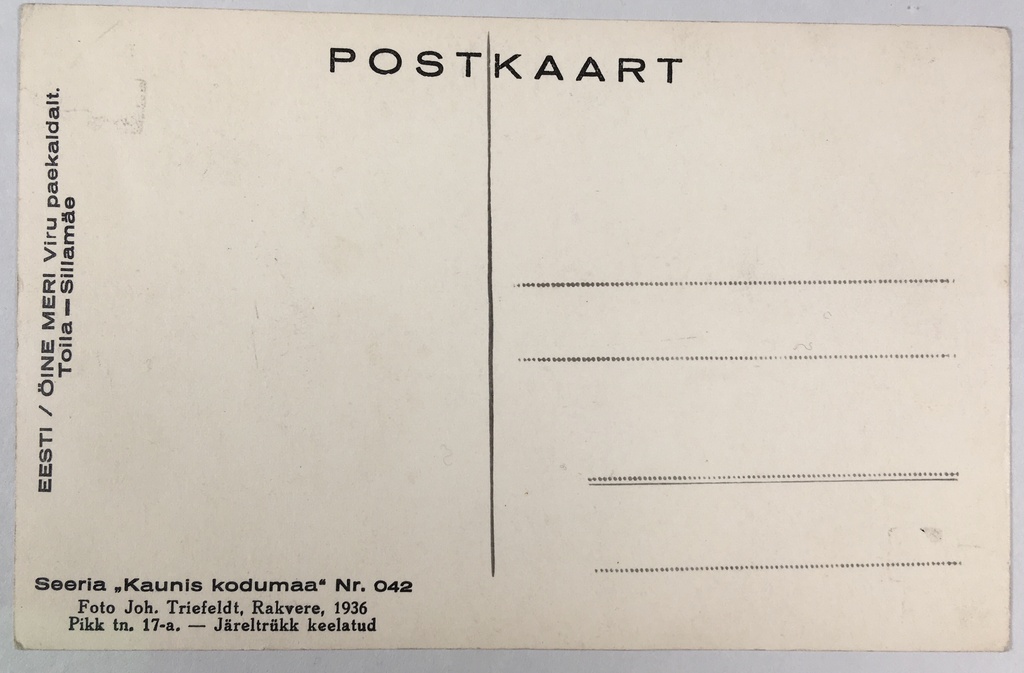 POSTKAART
EESTI / ÖINE MERI Viru paekaldalt.
Toila — Sillamäe
Seeria „Kaunis kodumaa“ Nr. 042
Foto Joh. Triefeldt, Rakvere, 1936
Pikk tn. 17-a. — Järeltrükk keelatud